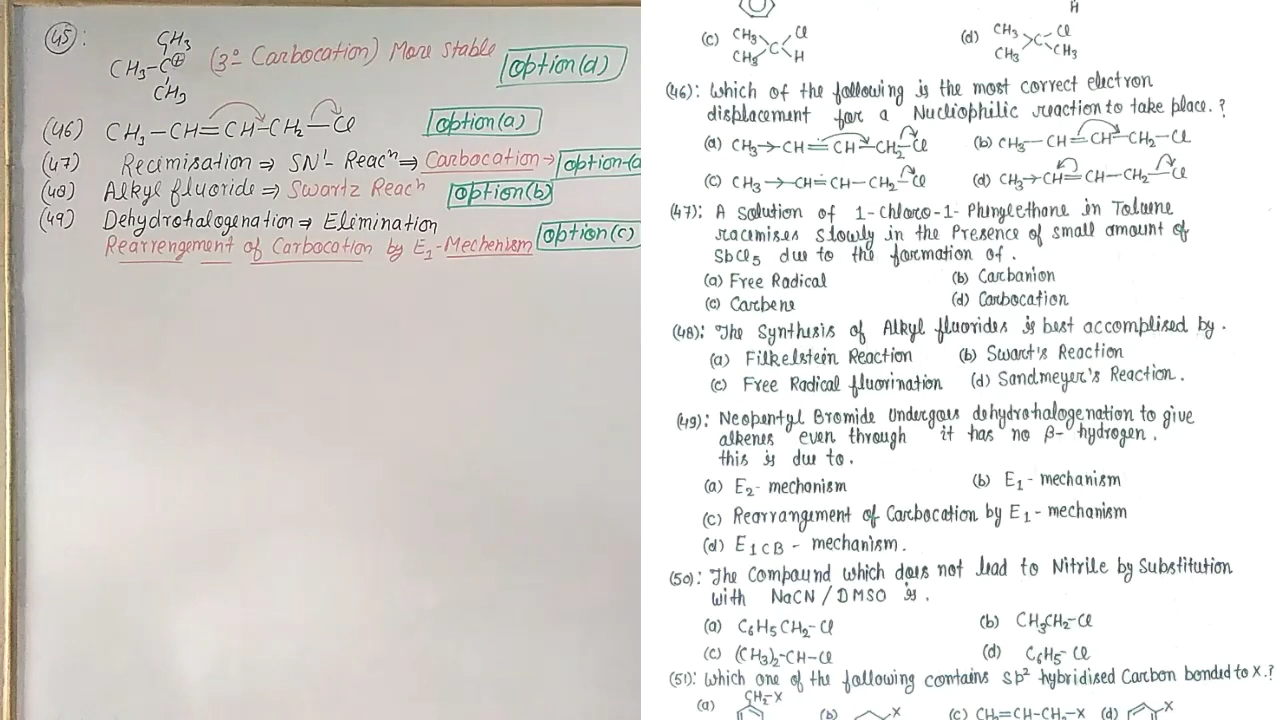 (45):
CH3
CH3-C⊕ (3° Carbocation) More Stable Option(d)
CH3
(46) CH3-CH=CH-CH2-Cl Option(a)
(47) Recimisation ⇒ SN1- Reacn ⇒ Carbocation →
(48) Alkyl fluoride ⇒ Swartz Reacn Option(b)
(49) Dehydrohalogenation ⇒ Elimination Option(c)
Rearrengement of Carbocation by E1-Mechenism
H
(c) CH3 CH3 C Cl H
(d) CH3 CH3 C Cl CH3
(46): Which of the following is the most correct electron
displacement for a Nucliophilic reaction to take place.?
(a) CH3→CH=CH-CH2-Cl (b) CH3-CH=CH-CH2-Cl
(c) CH3→CH=CH-CH2-Cl (d) CH3→CH=CH-CH2-Cl
(47): A Solution of 1-Chloro-1-Phenylethane in Toluene
racemises slowly in the Presence of small amount of
SbCl5 due to the formation of.
(a) Free Radical (b) Carbanion
(c) Carbene (d) Carbocation
(48): The Synthesis of Alkyl fluorides is best accomplised by.
(a) Filkelstein Reaction (b) Swart's Reaction
(c) Free Radical fluorination (d) Sandmeyer's Reaction.
(49): Neopentyl Bromide Undergoes dehydrohalogenation to give
alkenes even through it has no β- hydrogen.
this is due to.
(a) E2- mechanism (b) E1- mechanism
(c) Rearrangement of Carbocation by E1- mechanism
(d) E1CB - mechanism.
(50): The Compound which does not lead to Nitrile by Substitution
with NaCN/DMSO is.
(a) C6H5CH2-Cl (b) CH3CH2-Cl
(c) (CH3)2-CH-Cl (d) C6H5-Cl
(51): Which one of the following contains sp2 hybridised Carbon bonded to X.?
(a) CH2-X (b) X (c) CH2=CH-CH2-X (d) X